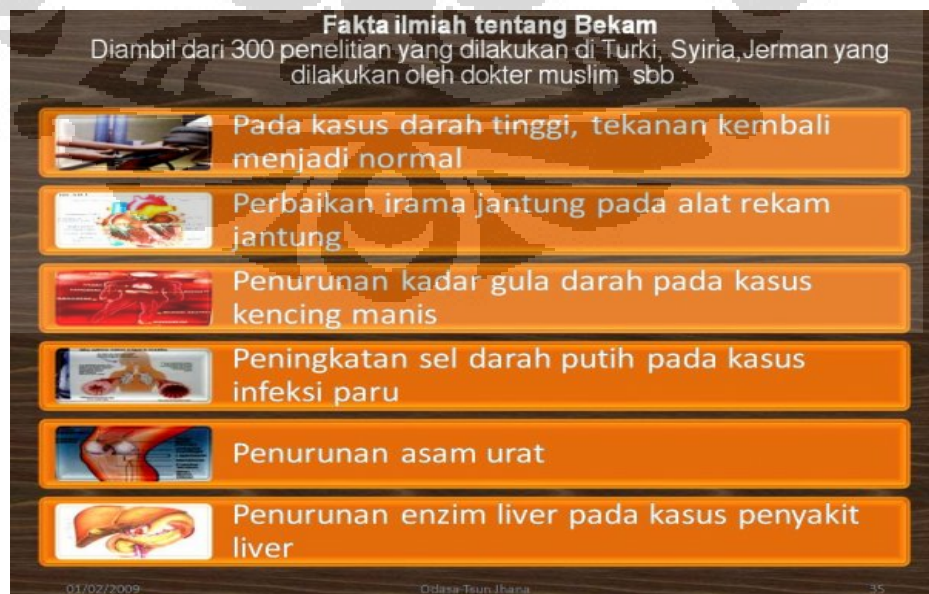 Fakta ilmiah tentang Bekam
Diambil dari 300 penelitian yang dilakukan di Turki, Syiria,Jerman yang
dilakukan oleh dokter muslim sbb :
Pada kasus darah tinggi, tekanan kembali
menjadi normal
Perbaikan irama jantung pada alat rekam
jantung
Penurunan kadar gula darah pada kasus
kencing manis
Peningkatan sel darah putih pada kasus
infeksi paru
Penurunan asam urat
Penurunan enzim liver pada kasus penyakit
liver
01/02/2009
Odasa Tsun Jhana
35